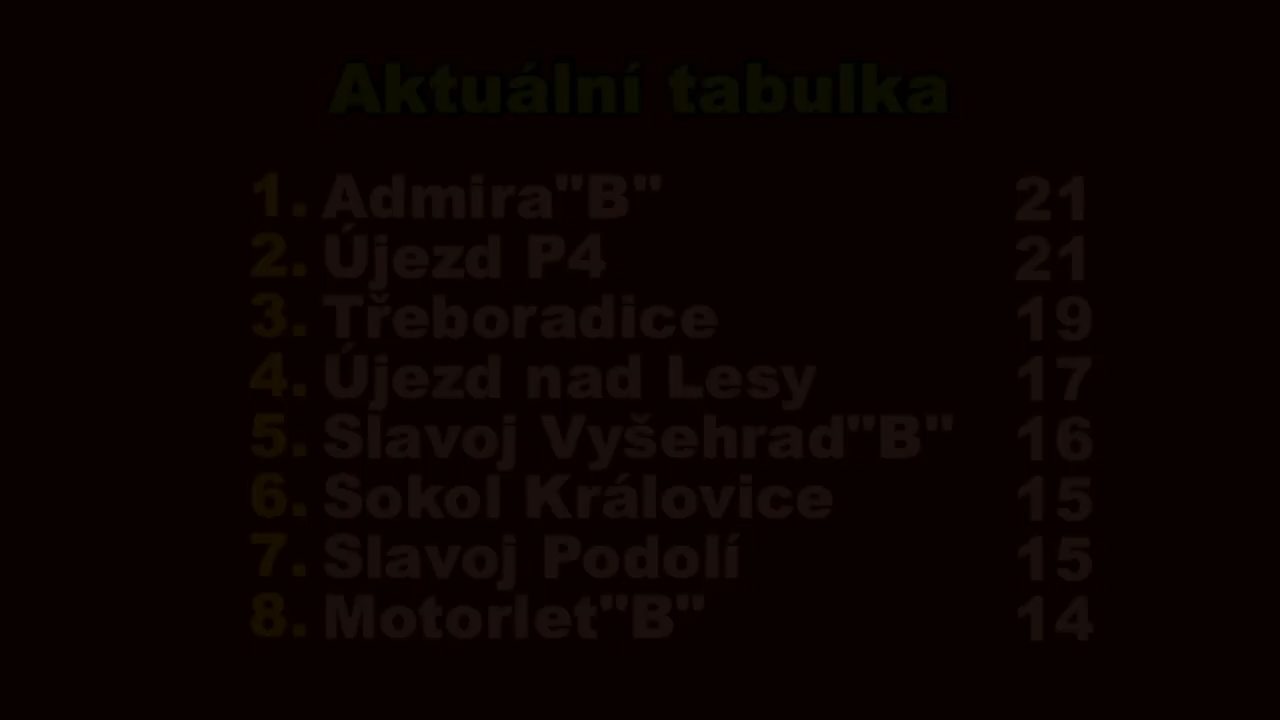 Aktuální tabulka
1. Admira"B" 21
2. Újezd P4 21
3. Třeboradice 19
4. Újezd nad Lesy 17
5. Slavoj Vyšehrad"B" 16
6. Sokol Královice 15
7. Slavoj Podolí 15
8. Motorlet"B" 14